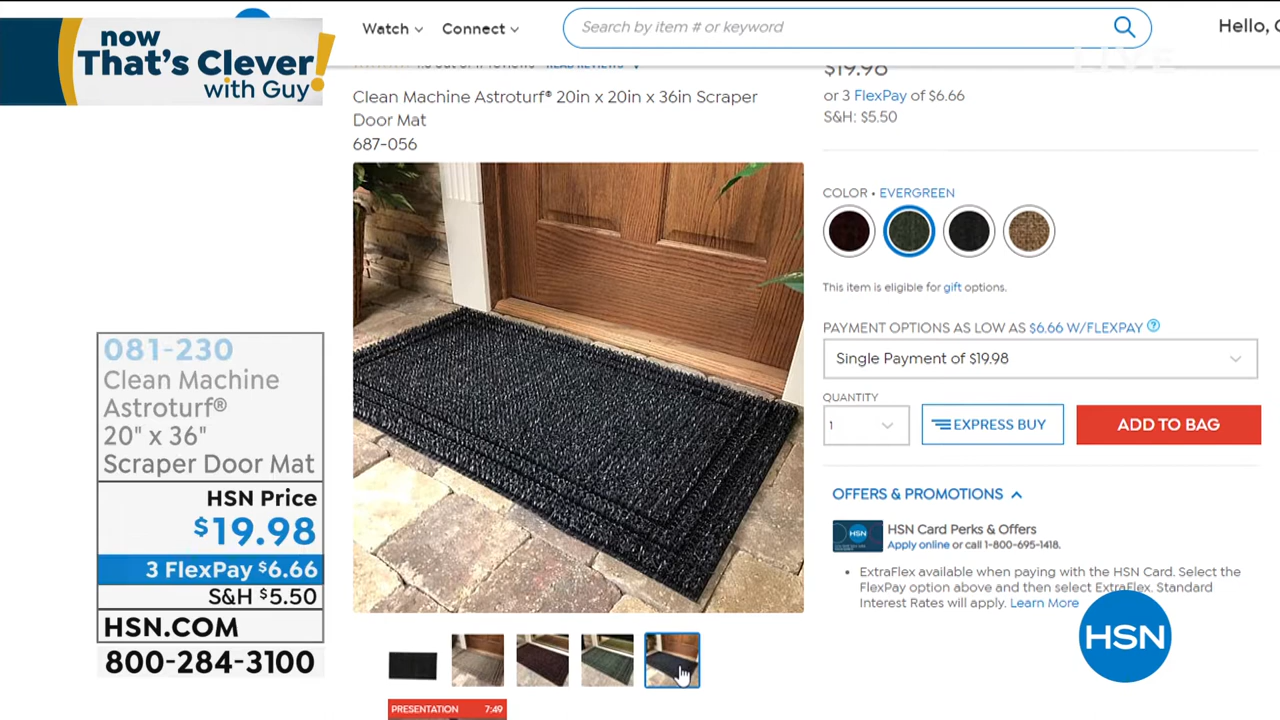 now
That's Clever!
with Guy
Watch
Connect
Search by item # or keyword
Hello,
LIVE
READ REVIEWS
Clean Machine Astroturf® 20in x 20in x 36in Scraper
Door Mat
687-056
$19.98
or 3 FlexPay of $6.66
S&H: $5.50
COLOR • EVERGREEN
This item is eligible for gift options.
PAYMENT OPTIONS AS LOW AS $6.66 W/FLEXPAY ?
Single Payment of $19.98
QUANTITY
1
EXPRESS BUY
ADD TO BAG
OFFERS & PROMOTIONS
HSN
HSN Card Perks & Offers
Apply online or call 1-800-695-1418.
• ExtraFlex available when paying with the HSN Card. Select the
FlexPay option above and then select ExtraFlex. Standard
Interest Rates will apply. Learn More
HSN
081-230
Clean Machine
Astroturf®
20" x 36"
Scraper Door Mat
HSN Price
$19.98
3 FlexPay $6.66
S&H $5.50
HSN.COM
800-284-3100
PRESENTATION 7:49